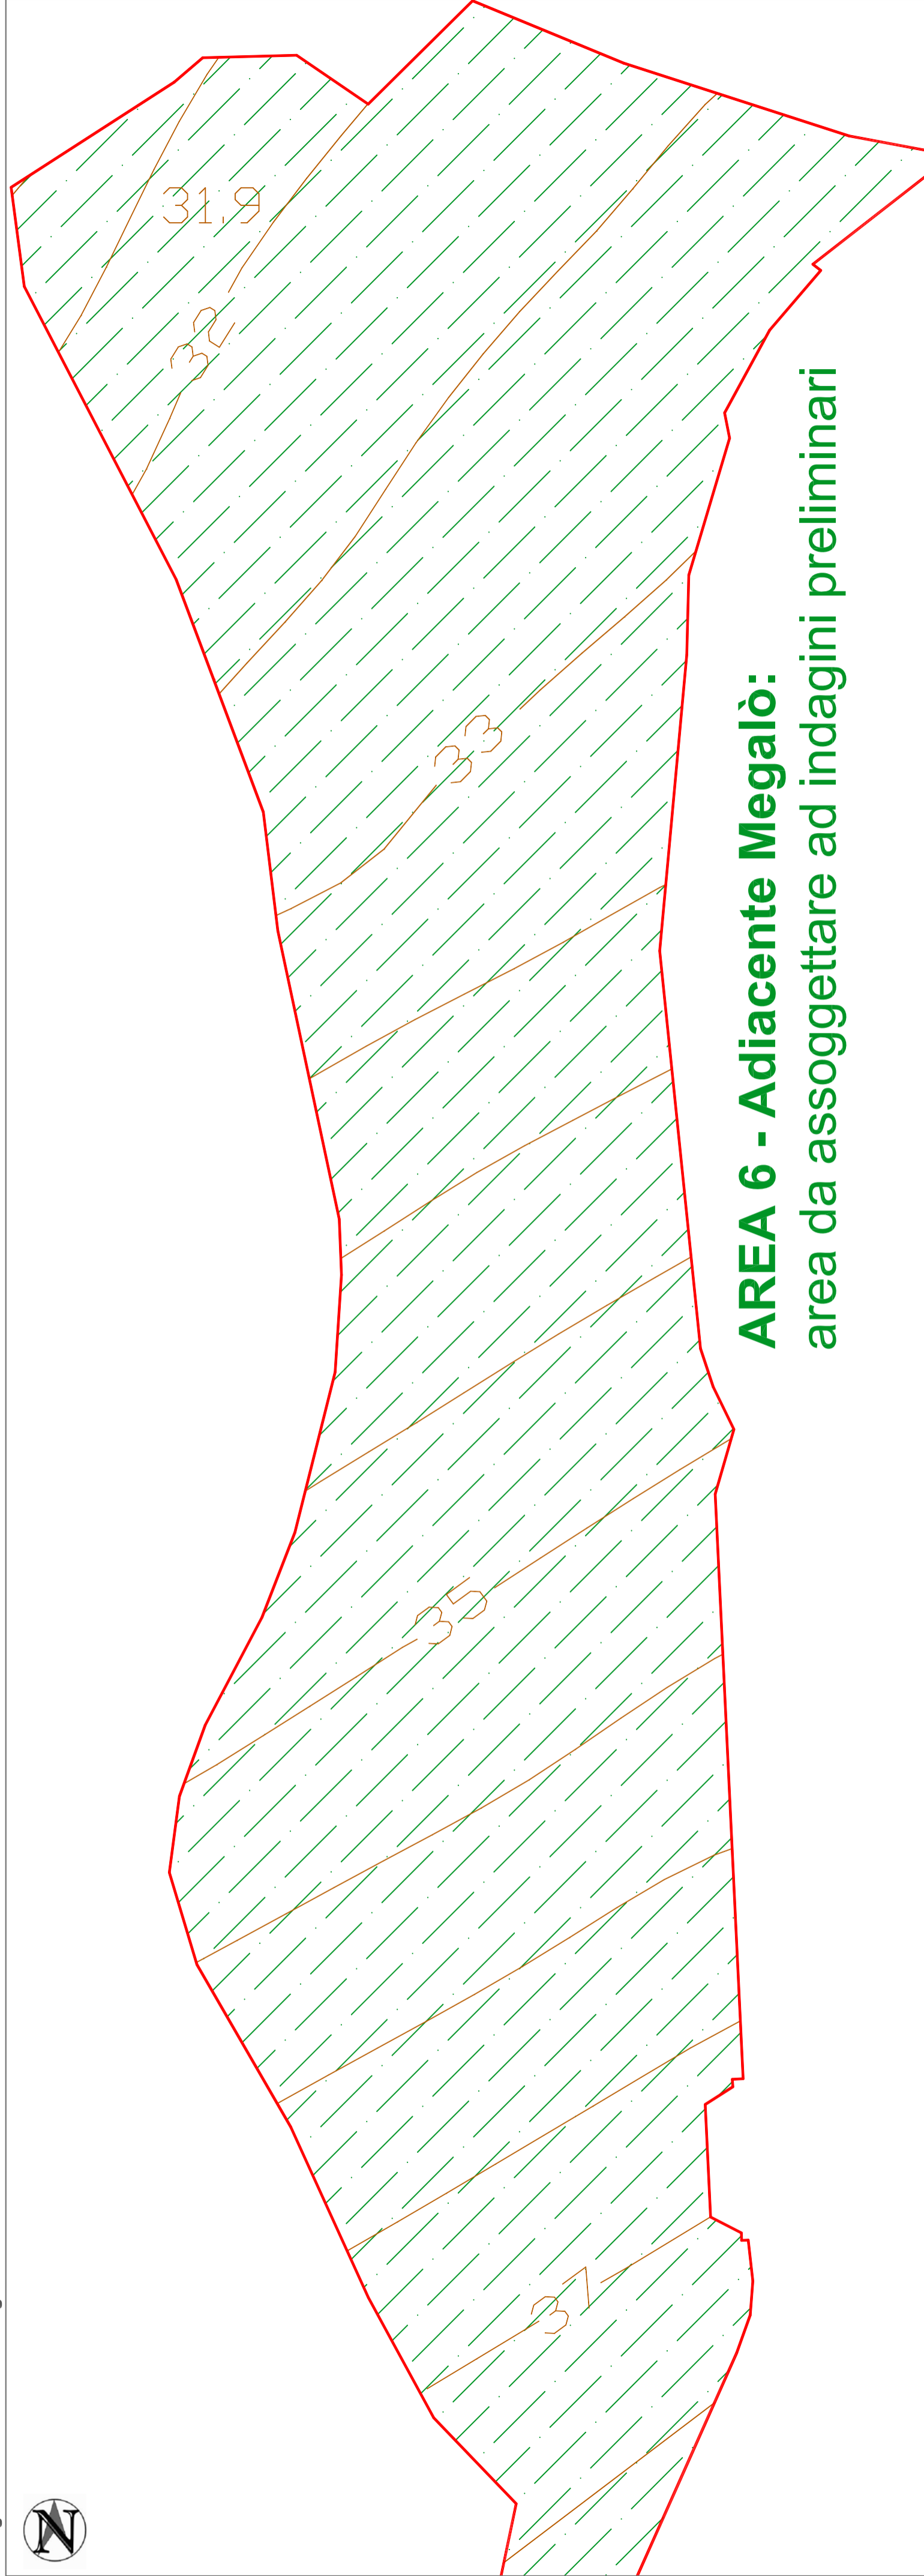 31.9
32
33
AREA 6 - Adiacente Megalò:
area da assoggettare ad indagini preliminari
35
37
N